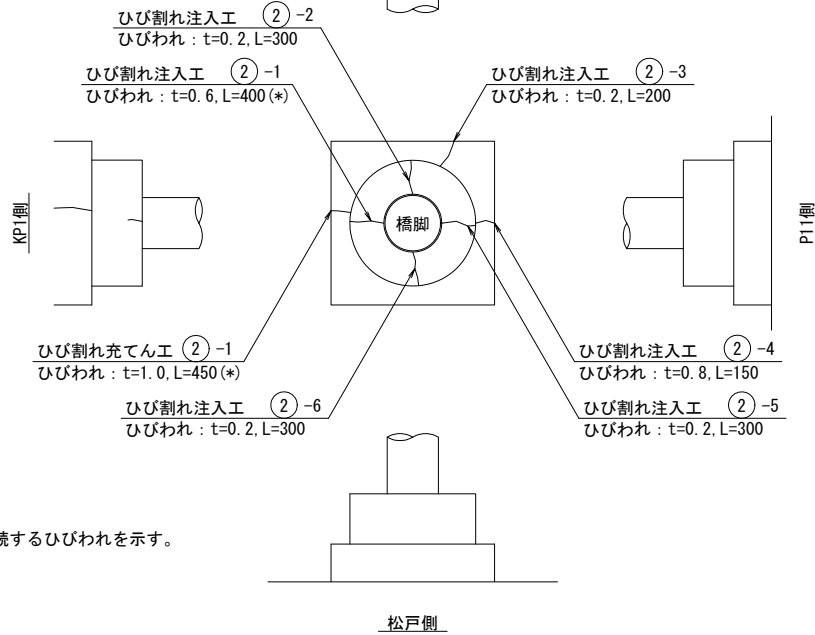 ひび割れ注入工 ②-2
ひびわれ：t=0.2,L=300
ひび割れ注入工 ②-1
ひびわれ：t=0.6,L=400(*)
ひび割れ注入工 ②-3
ひびわれ：t=0.2,L=200
KP1側
橋脚
P11側
ひび割れ充てん工 ②-1
ひびわれ：t=1.0,L=450(*)
ひび割れ注入工 ②-4
ひびわれ：t=0.8,L=150
ひび割れ注入工 ②-6
ひびわれ：t=0.2,L=300
ひび割れ注入工 ②-5
ひびわれ：t=0.2,L=300
続するひびわれを示す。
松戸側